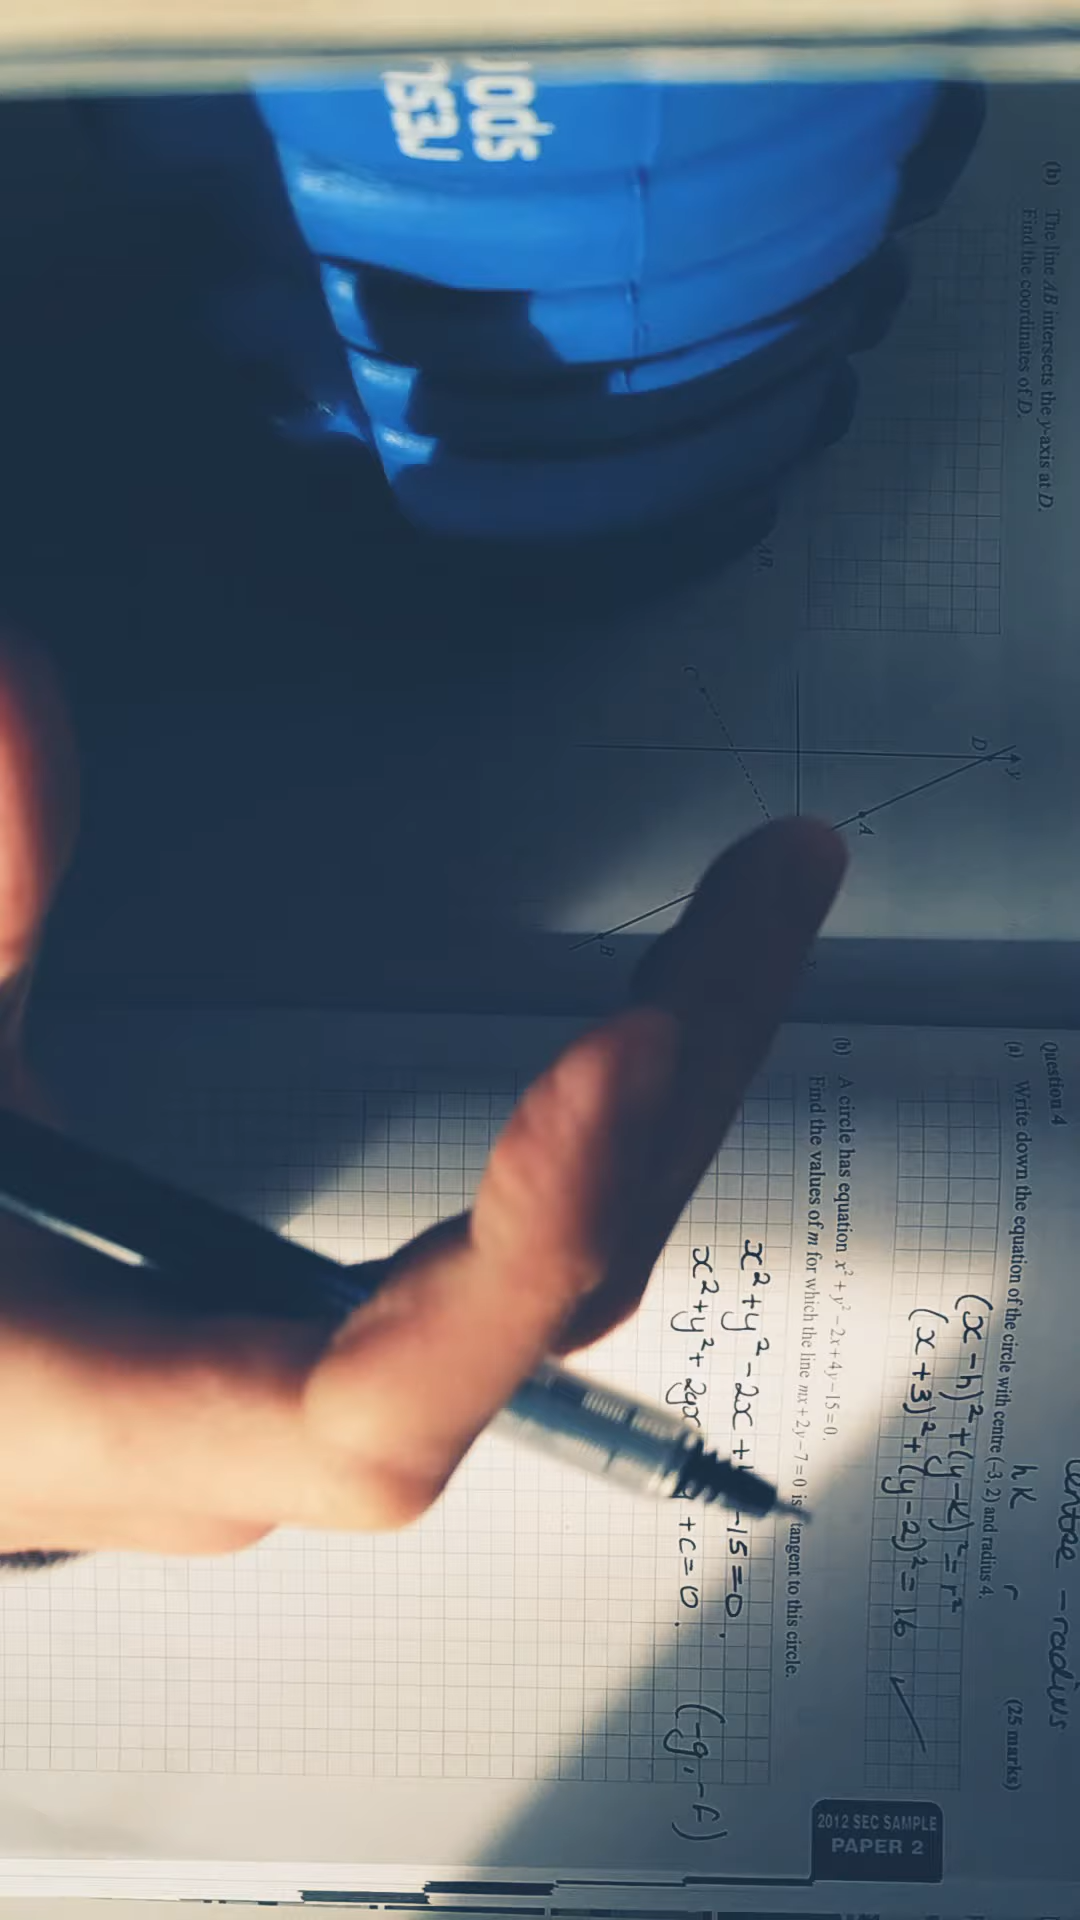 (b) The line AB intersects the y-axis at D.
Find the coordinates of D.
AB.
D
y
A
C
x
B
centre - radius
Question 4
(25 marks)
(a) Write down the equation of the circle with centre (–3, 2) and radius 4.
h K r
(x - h)² + (y - k)² = r²
(x + 3)² + (y - 2)² = 16 ✓
(b) A circle has equation x² + y² – 2x + 4y – 15 = 0.
Find the values of m for which the line mx + 2y – 7 = 0 is tangent to this circle.
x² + y² - 2x + -15 = 0.
x² + y² + 2gx + c = 0. (-g, -f)
2012 SEC SAMPLE
PAPER 2